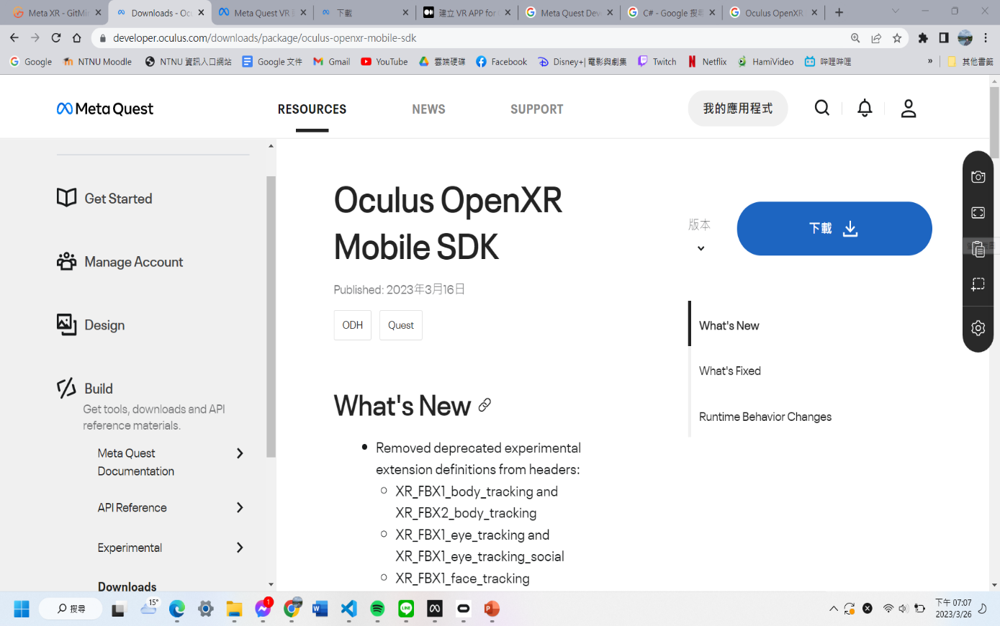 Meta XR - GitMi
Downloads - Ocu
Meta Quest VR
下載
建立 VR APP for
Meta Quest Dev
C# - Google 搜尋
Oculus OpenXR
developer.oculus.com/downloads/package/oculus-openxr-mobile-sdk
Google
NTNU Moodle
NTNU 資訊入口網站
Google 文件
Gmail
YouTube
雲端硬碟
Facebook
Disney+| 電影與劇集
Twitch
Netflix
HamiVideo
嗶哩嗶哩
»
其他書籤
Meta Quest
RESOURCES
NEWS
SUPPORT
我的應用程式
Get Started
Manage Account
Design
Build
Get tools, downloads and API
reference materials.
Meta Quest
Documentation
API Reference
Experimental
Downloads
Oculus OpenXR
Mobile SDK
Published: 2023年3月16日
ODH
Quest
版本
下載
What's New
What's Fixed
Runtime Behavior Changes
What's New
• Removed deprecated experimental
extension definitions from headers:
○ XR_FBX1_body_tracking and
XR_FBX2_body_tracking
○ XR_FBX1_eye_tracking and
XR_FBX1_eye_tracking_social
○ XR_FBX1_face_tracking
搜尋
15°
1
下午 07:07
2023/3/26